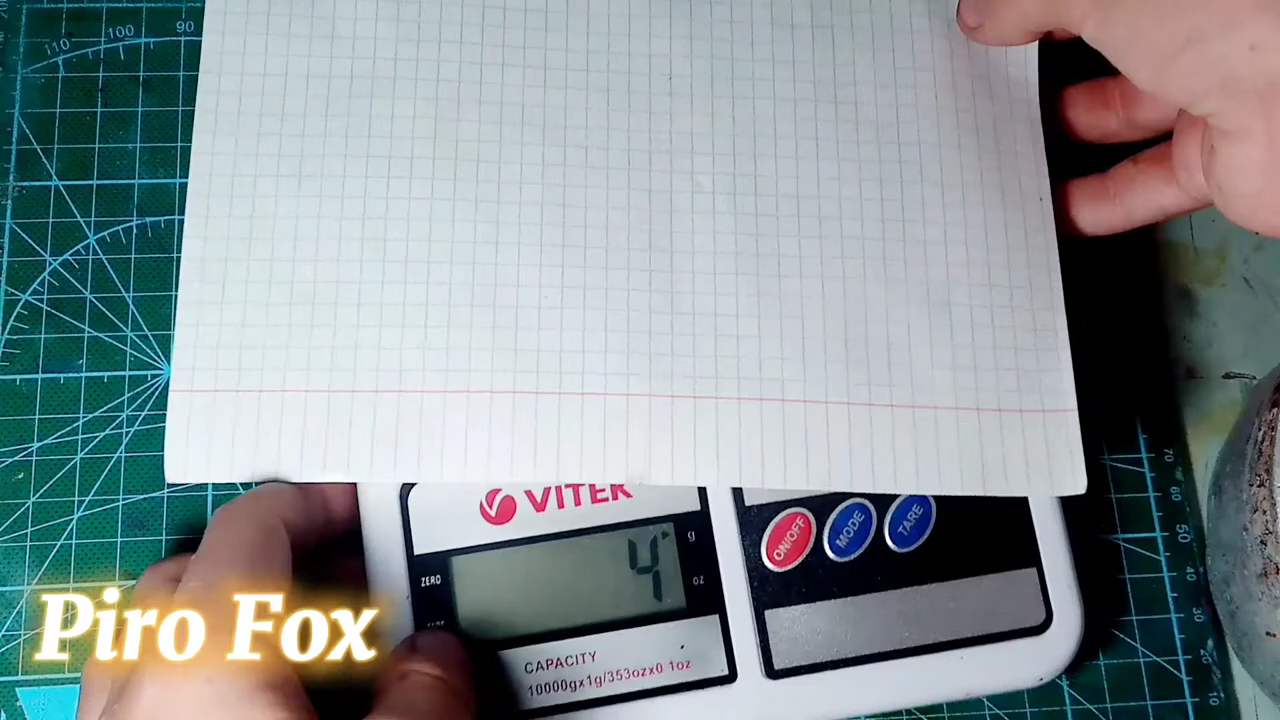 110 100 90
VITEK
ON/OFF MODE TARE
4 g
ZERO
OZ
CAPACITY
10000gx1g/353ozx0 1oz
Piro Fox
70
60
50
40
30
20
10